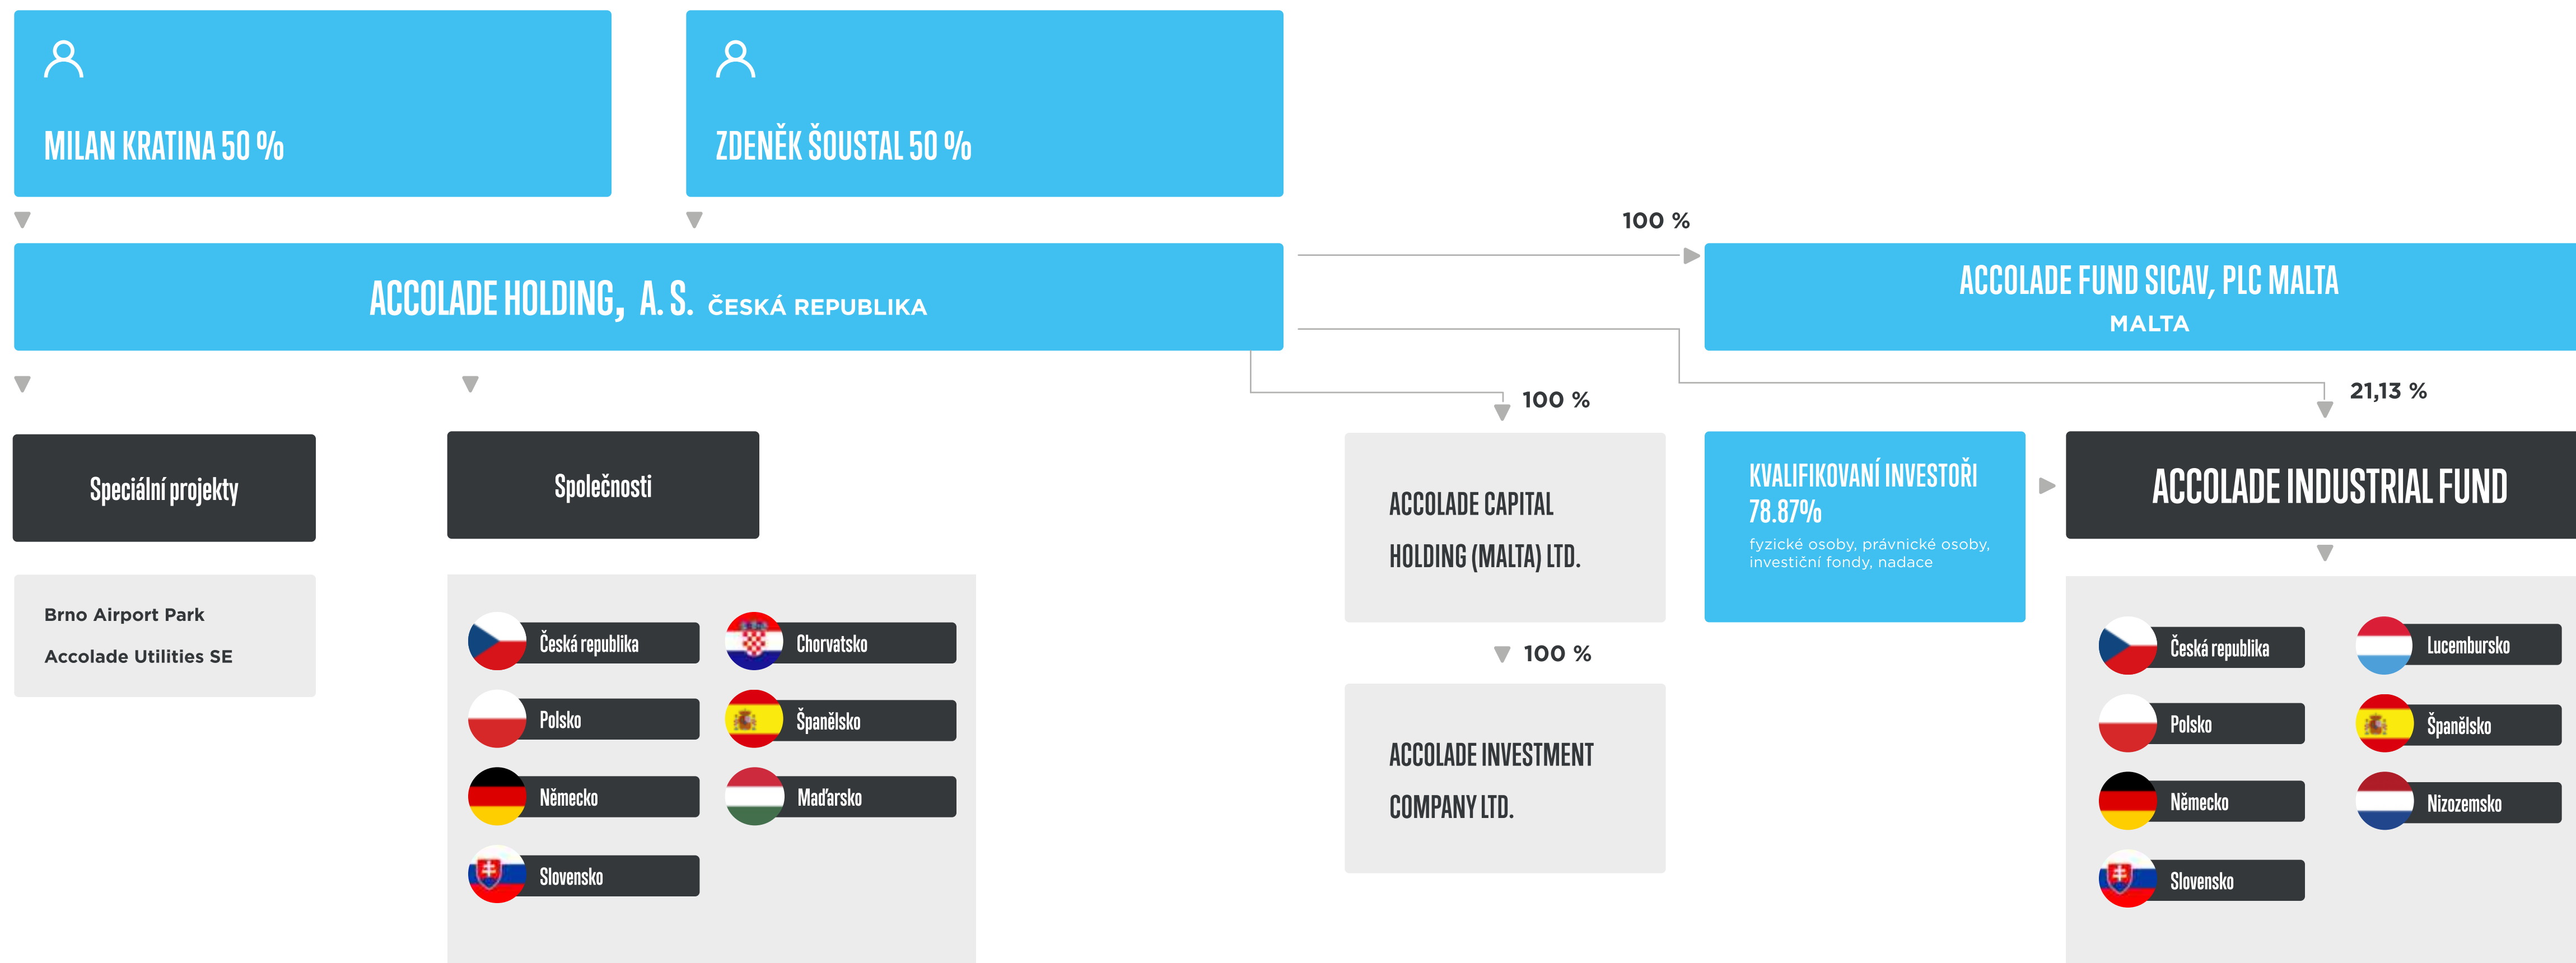 MILAN KRATINA 50 %
ZDENĚK ŠOUSTAL 50 %
100 %
ACCOLADE HOLDING, A. S. ČESKÁ REPUBLIKA
ACCOLADE FUND SICAV, PLC MALTA
MALTA
100 %
21,13 %
Speciální projekty
Společnosti
ACCOLADE CAPITAL
HOLDING (MALTA) LTD.
KVALIFIKOVANÍ INVESTOŘI
78.87%
fyzické osoby, právnické osoby,
investiční fondy, nadace
ACCOLADE INDUSTRIAL FUND
Brno Airport Park
Accolade Utilities SE
Česká republika
Chorvatsko
Polsko
Španělsko
Německo
Maďarsko
Slovensko
100 %
ACCOLADE INVESTMENT
COMPANY LTD.
Česká republika
Lucembursko
Polsko
Španělsko
Německo
Nizozemsko
Slovensko